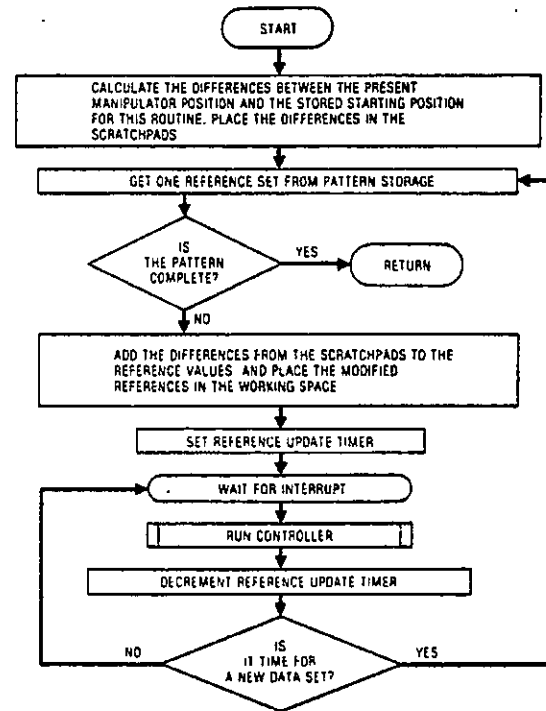 START
CALCULATE THE DIFFERENCES BETWEEN THE PRESENT
MANIPULATOR POSITION AND THE STORED STARTING POSITION
FOR THIS ROUTINE. PLACE THE DIFFERENCES IN THE
SCRATCHPADS
GET ONE REFERENCE SET FROM PATTERN STORAGE
IS
THE PATTERN
COMPLETE?
YES
RETURN
NO
ADD THE DIFFERENCES FROM THE SCRATCHPADS TO THE
REFERENCE VALUES AND PLACE THE MODIFIED
REFERENCES IN THE WORKING SPACE
SET REFERENCE UPDATE TIMER
WAIT FOR INTERRUPT
RUN CONTROLLER
DECREMENT REFERENCE UPDATE TIMER
NO
IS
IT TIME FOR
A NEW DATA SET?
YES